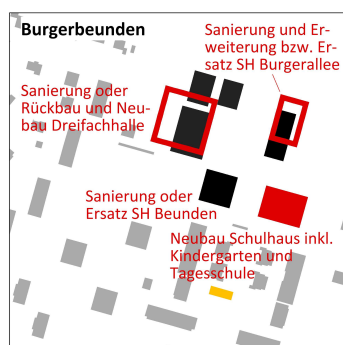 Burgerbeunden
Sanierung und Er-
weiterung bzw. Er-
satz SH Burgerallee
Sanierung oder
Rückbau und Neu-
bau Dreifachhalle
Sanierung oder
Ersatz SH Beunden
Neubau Schulhaus inkl.
Kindergarten und
Tagesschule